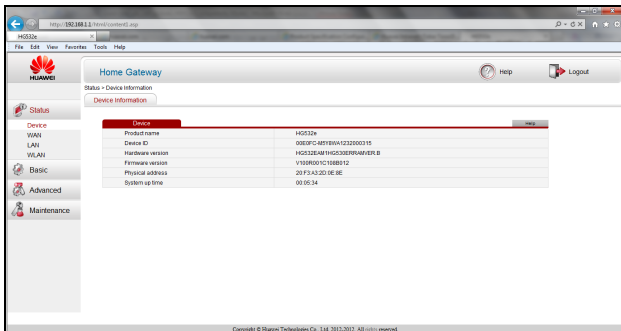 http://192.168.1.1/html/content1.asp
HG532e
File Edit View Favorites Tools Help
HUAWEI
Home Gateway
Help
Logout
Status > Device Information
Device Information
Status
Device
WAN
LAN
WLAN
Basic
Advanced
Maintenance
Device
Help
Product name HG532e
Device ID 00E0FC-M5Y8WA1232000315
Hardware version HG532EAM1HG530ERRAMVER.B
Firmware version V100R001C108B012
Physical address 20:F3:A3:2D:0E:8E
System up time 00:05:34
Copyright © Huawei Technologies Co., Ltd. 2012-2012. All rights reserved.